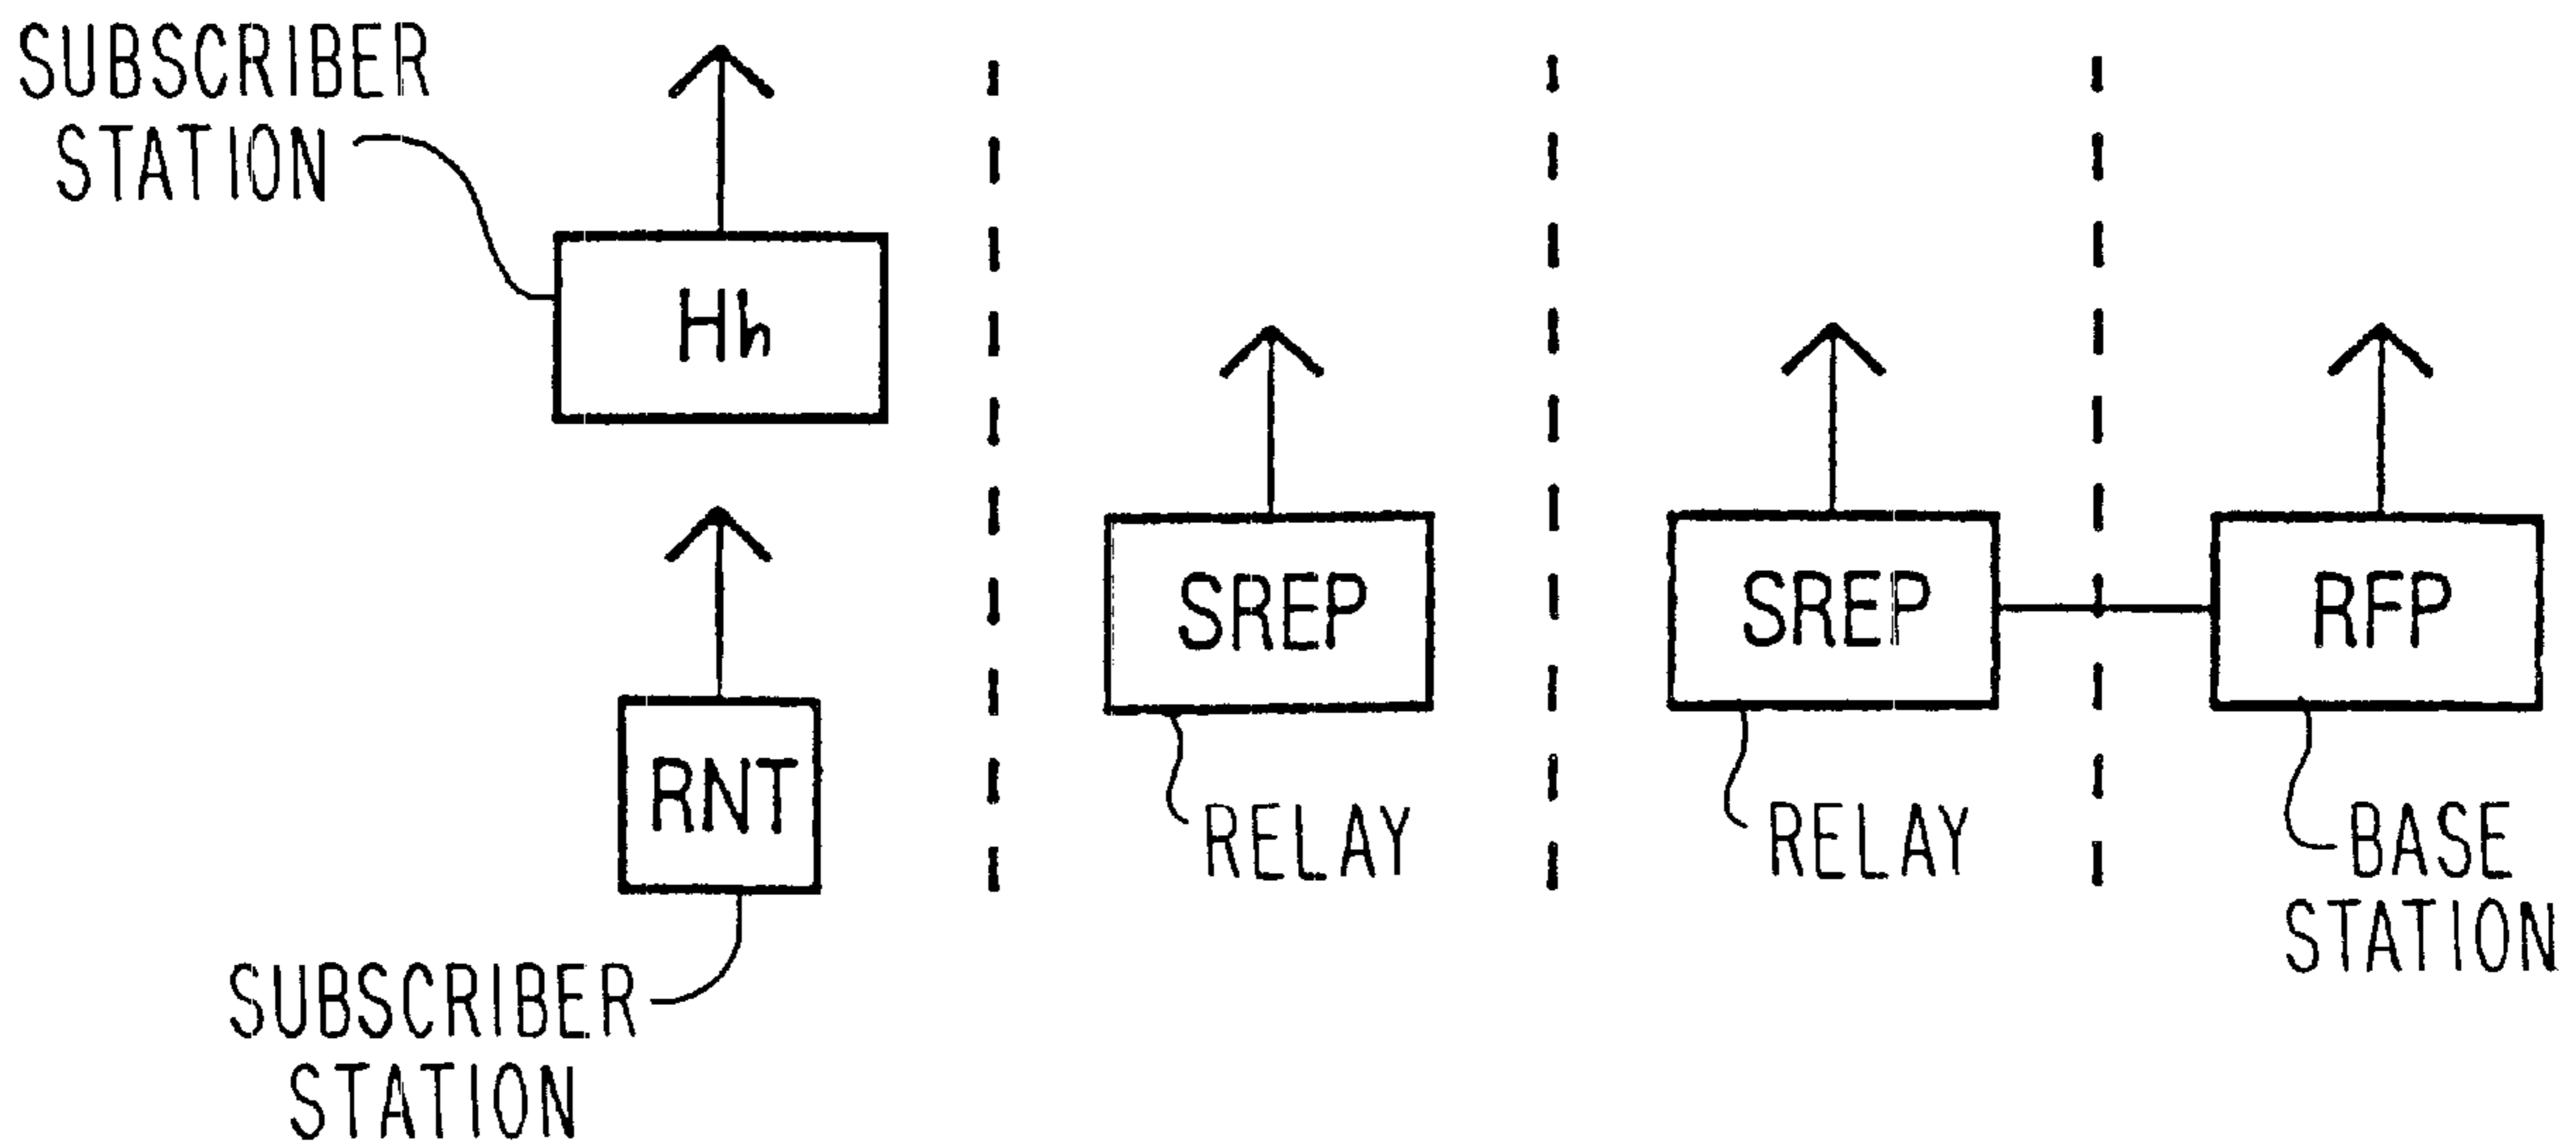 SUBSCRIBER
STATION
Hh
SREP
SREP
RFP
RNT
RELAY
RELAY
BASE
STATION
SUBSCRIBER
STATION